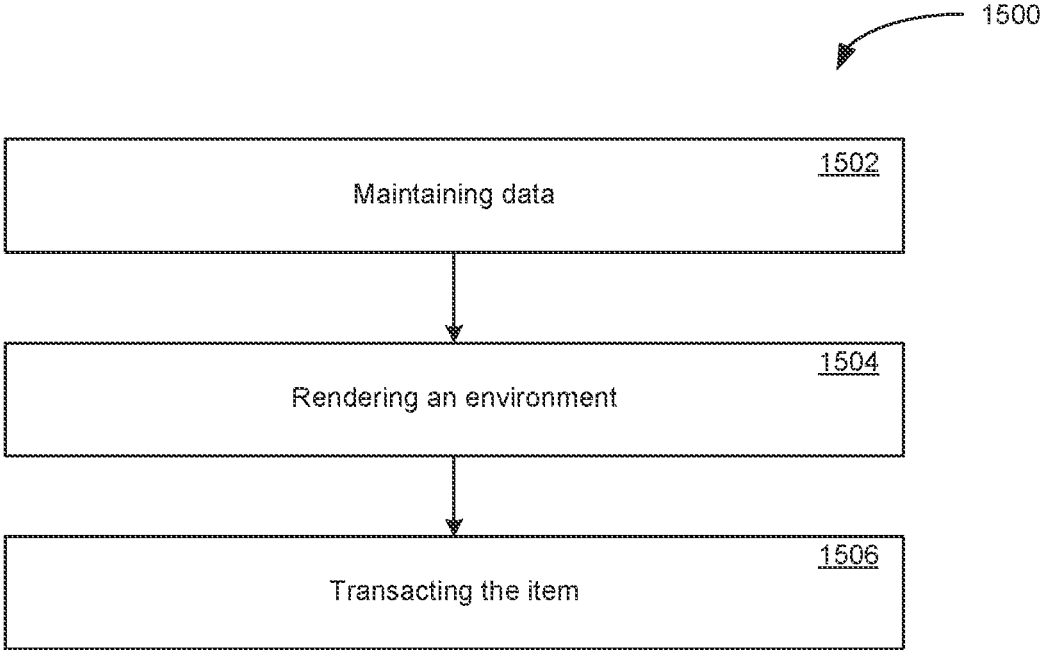 1500
1502
Maintaining data
1504
Rendering an environment
1506
Transacting the item